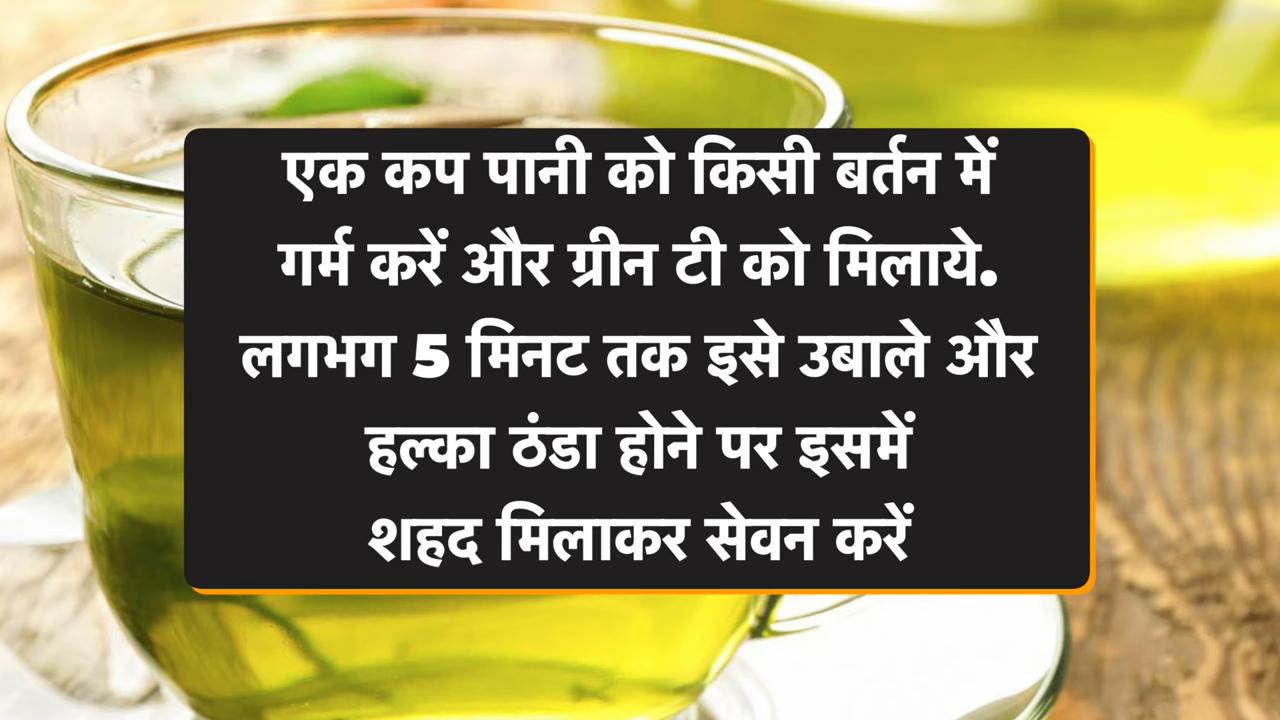 एक कप पानी को किसी बर्तन में
गर्म करें और ग्रीन टी को मिलाये.
लगभग 5 मिनट तक इसे उबाले और
हल्का ठंडा होने पर इसमें
शहद मिलाकर सेवन करें